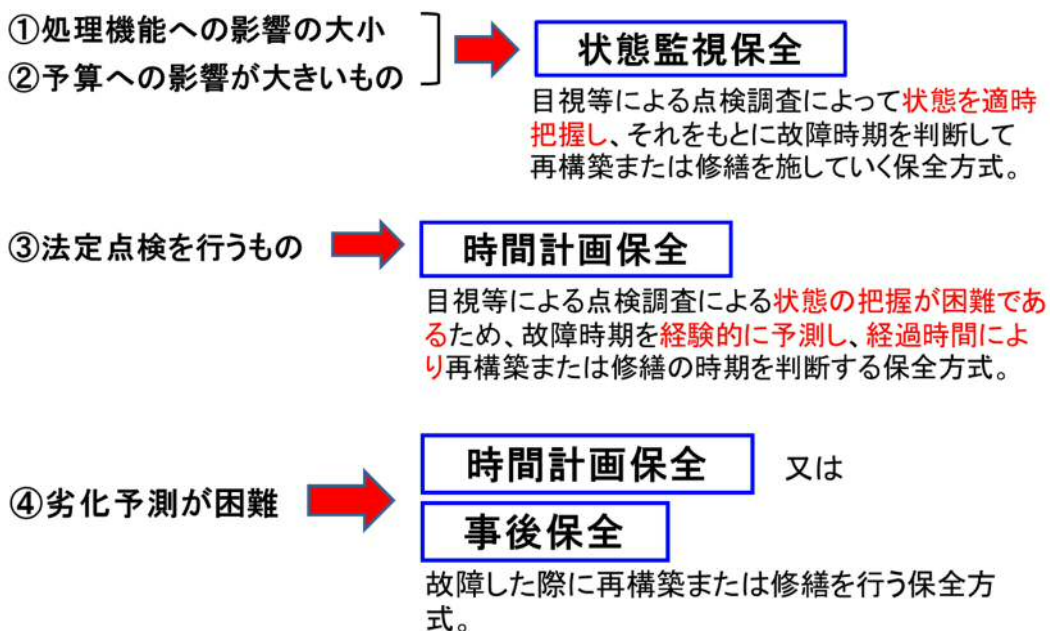 ①処理機能への影響の大小
②予算への影響が大きいもの
状態監視保全
目視等による点検調査によって状態を適時
把握し、それをもとに故障時期を判断して
再構築または修繕を施していく保全方式。
③法定点検を行うもの
時間計画保全
目視等による点検調査による状態の把握が困難であ
るため、故障時期を経験的に予測し、経過時間によ
り再構築または修繕の時期を判断する保全方式。
④劣化予測が困難
時間計画保全 又は
事後保全
故障した際に再構築または修繕を行う保全方
式。